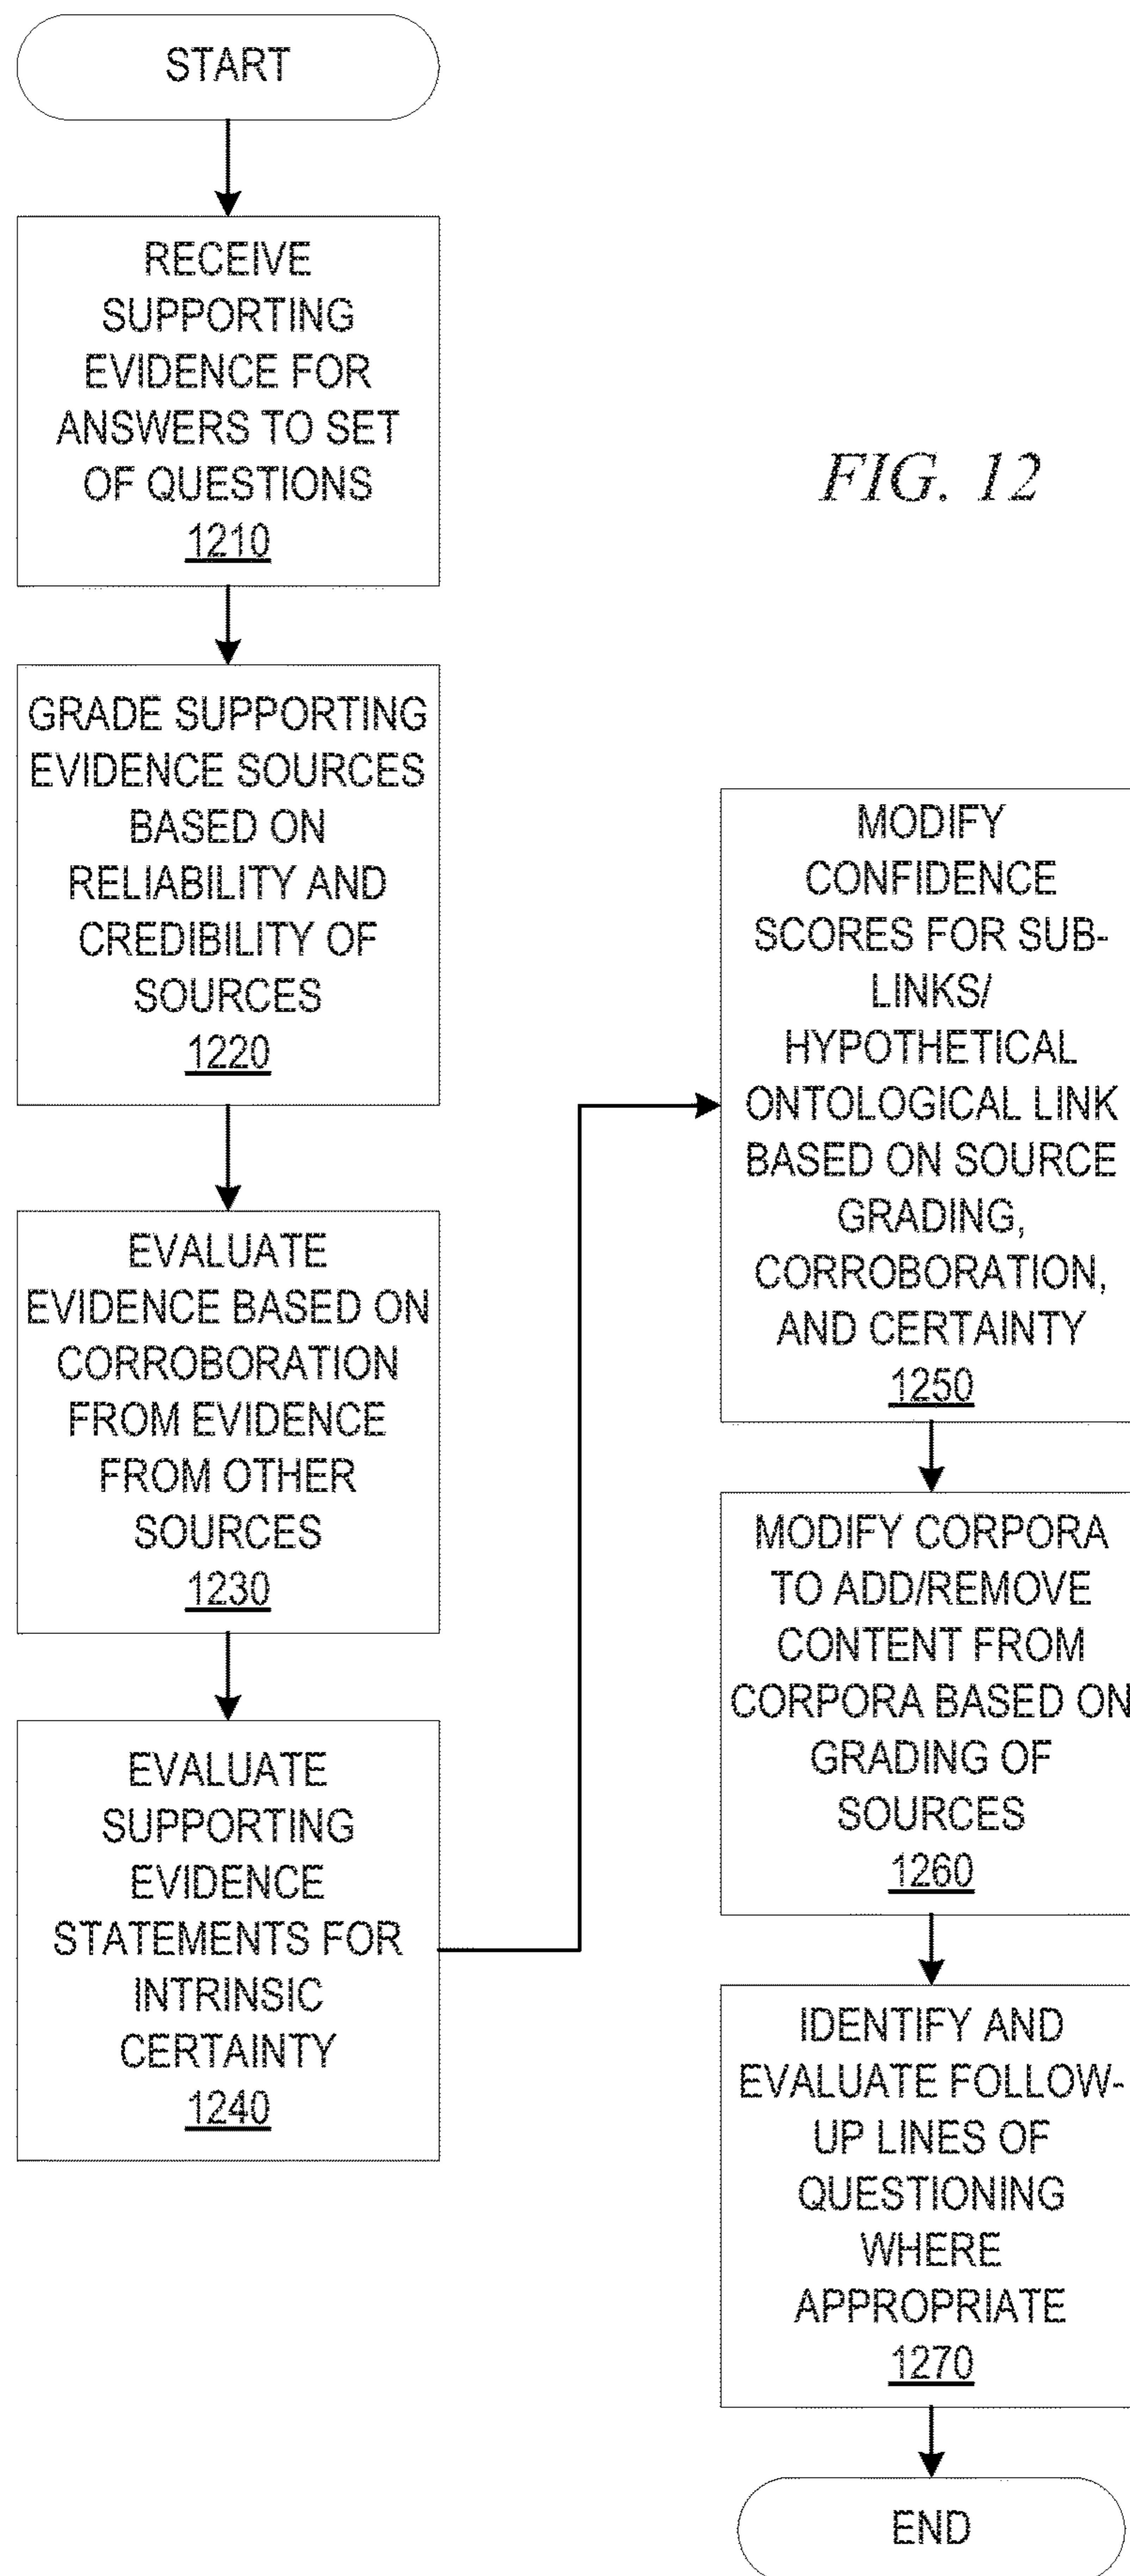 START
RECEIVE
SUPPORTING
EVIDENCE FOR
ANSWERS TO SET
OF QUESTIONS
1210
GRADE SUPPORTING
EVIDENCE SOURCES
BASED ON
RELIABILITY AND
CREDIBILITY OF
SOURCES
1220
EVALUATE
EVIDENCE BASED ON
CORROBORATION
FROM EVIDENCE
FROM OTHER
SOURCES
1230
EVALUATE
SUPPORTING
EVIDENCE
STATEMENTS FOR
INTRINSIC
CERTAINTY
1240
FIG. 12
MODIFY
CONFIDENCE
SCORES FOR SUB-
LINKS/
HYPOTHETICAL
ONTOLOGICAL LINK
BASED ON SOURCE
GRADING,
CORROBORATION,
AND CERTAINTY
1250
MODIFY CORPORA
TO ADD/REMOVE
CONTENT FROM
CORPORA BASED ON
GRADING OF
SOURCES
1260
IDENTIFY AND
EVALUATE FOLLOW-
UP LINES OF
QUESTIONING
WHERE
APPROPRIATE
1270
END